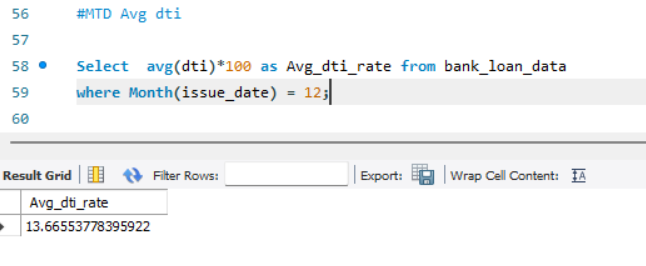 56 #MTD Avg dti
57
58 Select  avg(dti)*100 as Avg_dti_rate from bank_loan_data
59 where Month(issue_date) = 12;
60
Result Grid Filter Rows: Export: Wrap Cell Content:
Avg_dti_rate
13.66553778395922